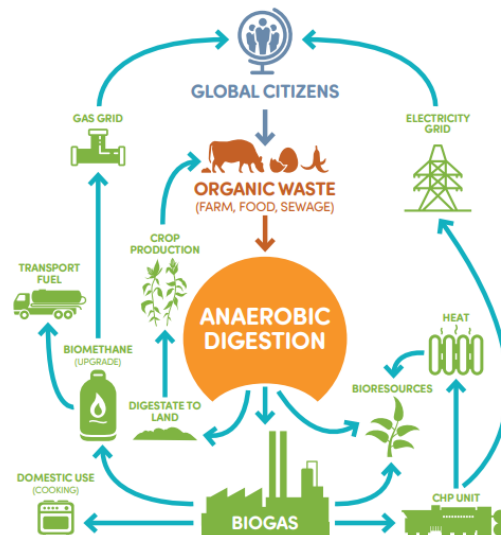 GLOBAL CITIZENS
GAS GRID
ELECTRICITY
GRID
ORGANIC WASTE
(FARM, FOOD, SEWAGE)
CROP
PRODUCTION
TRANSPORT
FUEL
ANAEROBIC
DIGESTION
HEAT
BIOMETHANE
(UPGRADE)
BIORESOURCES
DIGESTATE TO
LAND
DOMESTIC USE
(COOKING)
CHP UNIT
BIOGAS